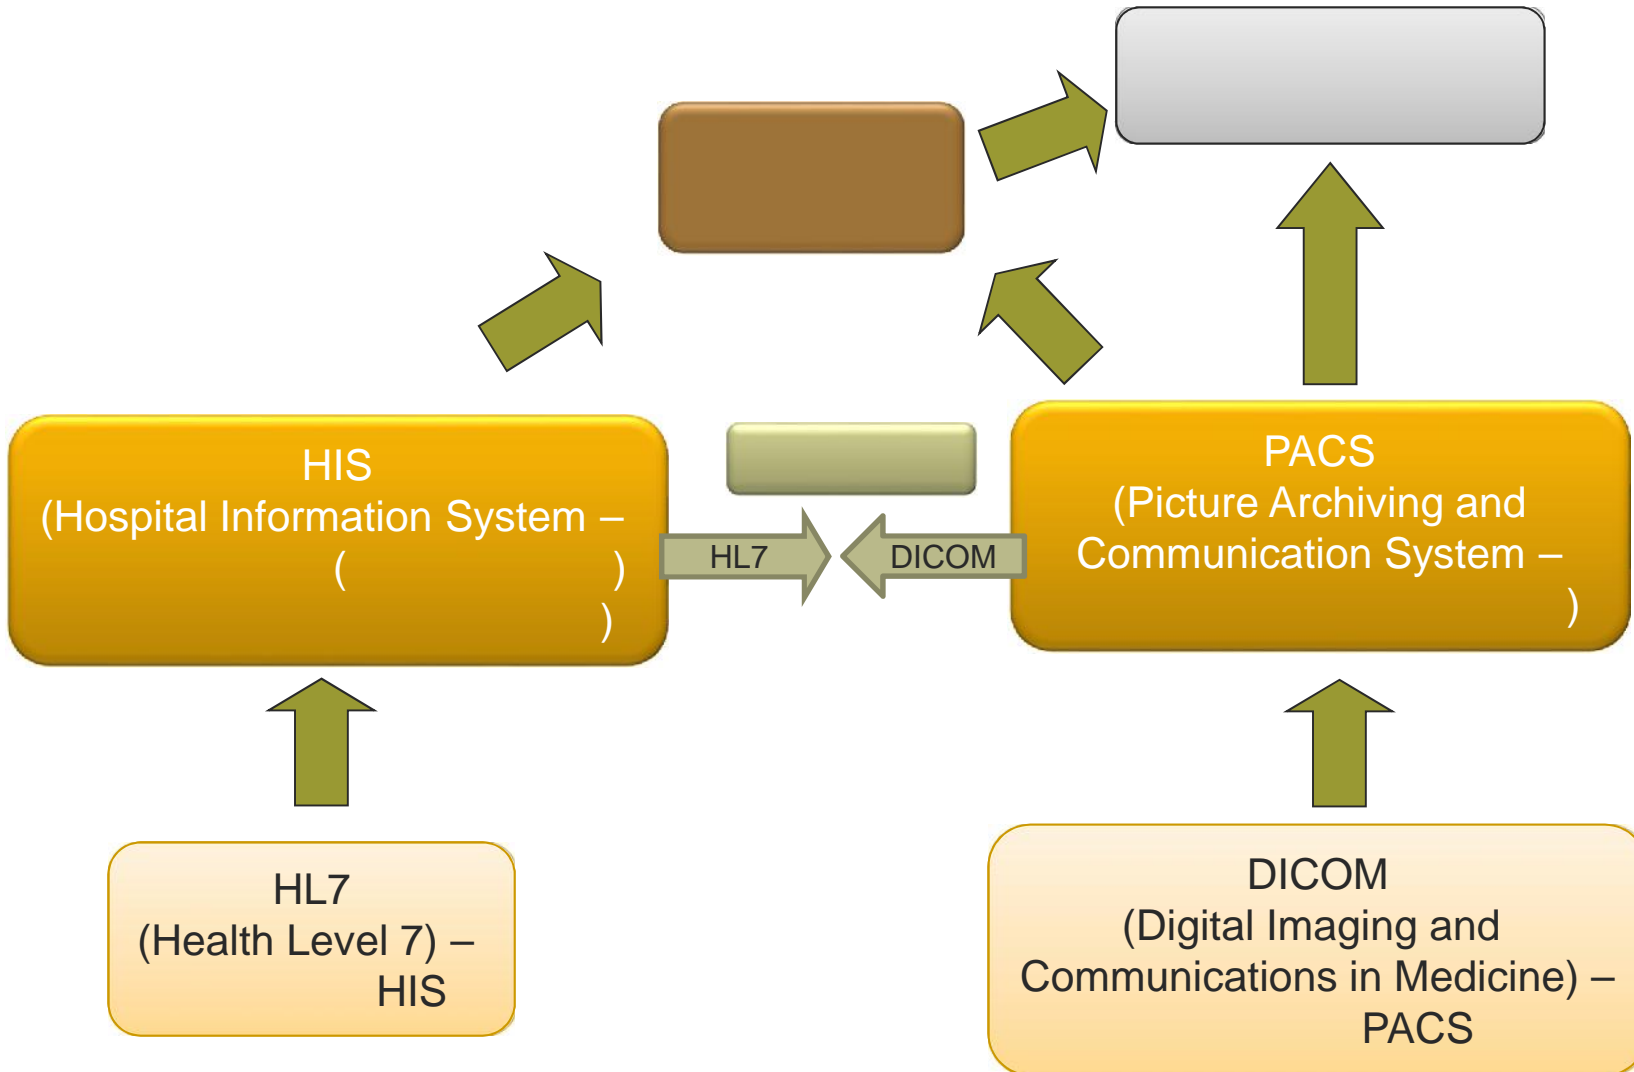 HIS
(Hospital Information System –
( )
)
HL7
DICOM
PACS
(Picture Archiving and
Communication System –
)
HL7
(Health Level 7) –
HIS
DICOM
(Digital Imaging and
Communications in Medicine) –
PACS